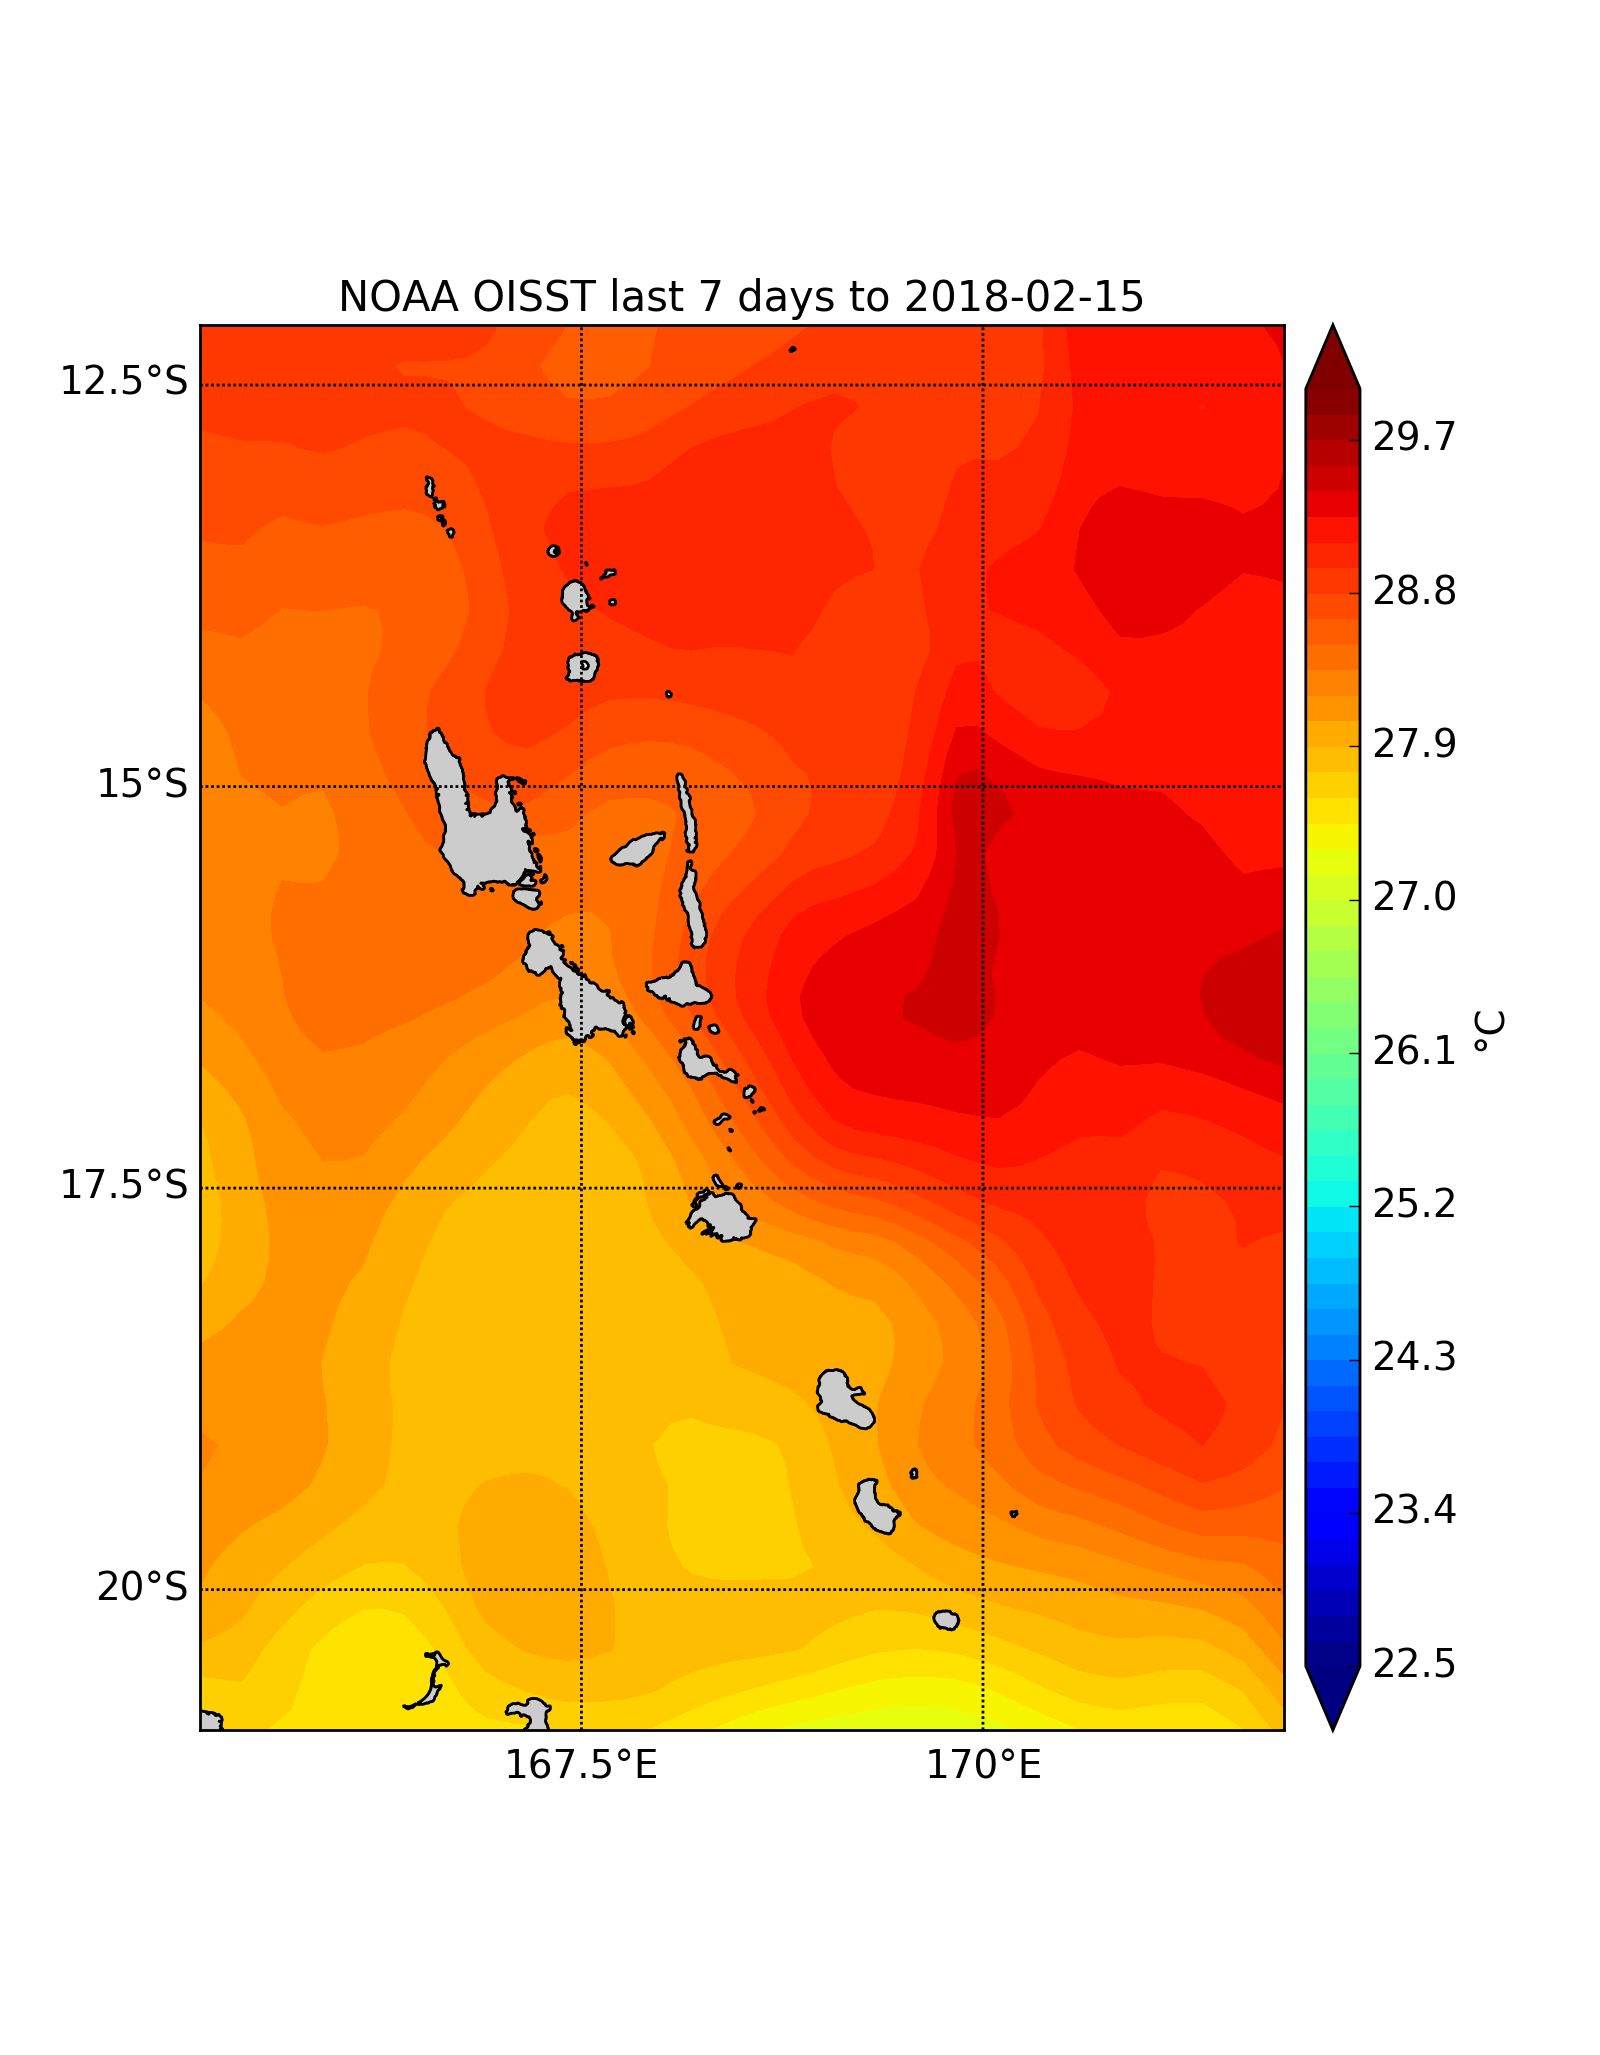 NOAA OISST last 7 days to 2018-02-15
12.5°S
15°S
17.5°S
20°S
167.5°E
170°E
29.7
28.8
27.9
27.0
26.1
25.2
24.3
23.4
22.5
°C